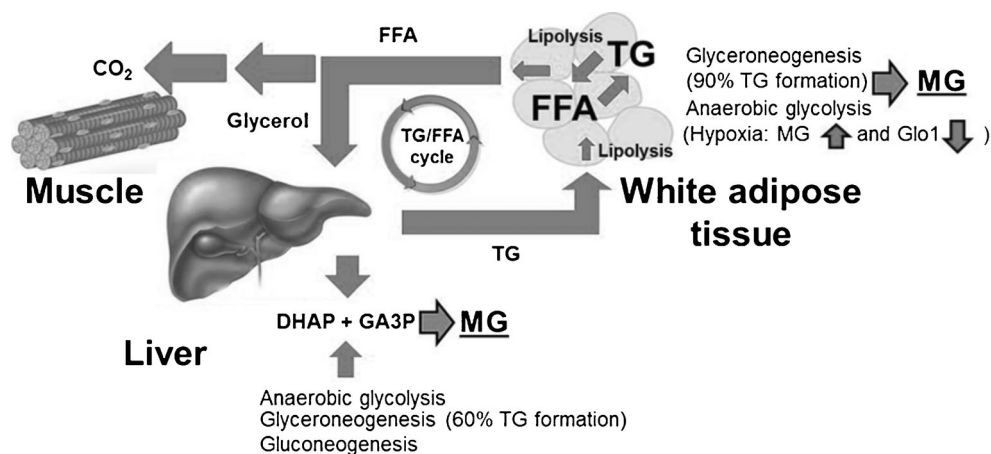 FFA
CO2
Glycerol
Muscle
TG/FFA
cycle
Lipolysis
TG
FFA
Lipolysis
Glyceroneogenesis
(90% TG formation)
MG
Anaerobic glycolysis
(Hypoxia: MG and Glo1 )
White adipose
tissue
TG
DHAP + GA3P
MG
Liver
Anaerobic glycolysis
Glyceroneogenesis (60% TG formation)
Gluconeogenesis